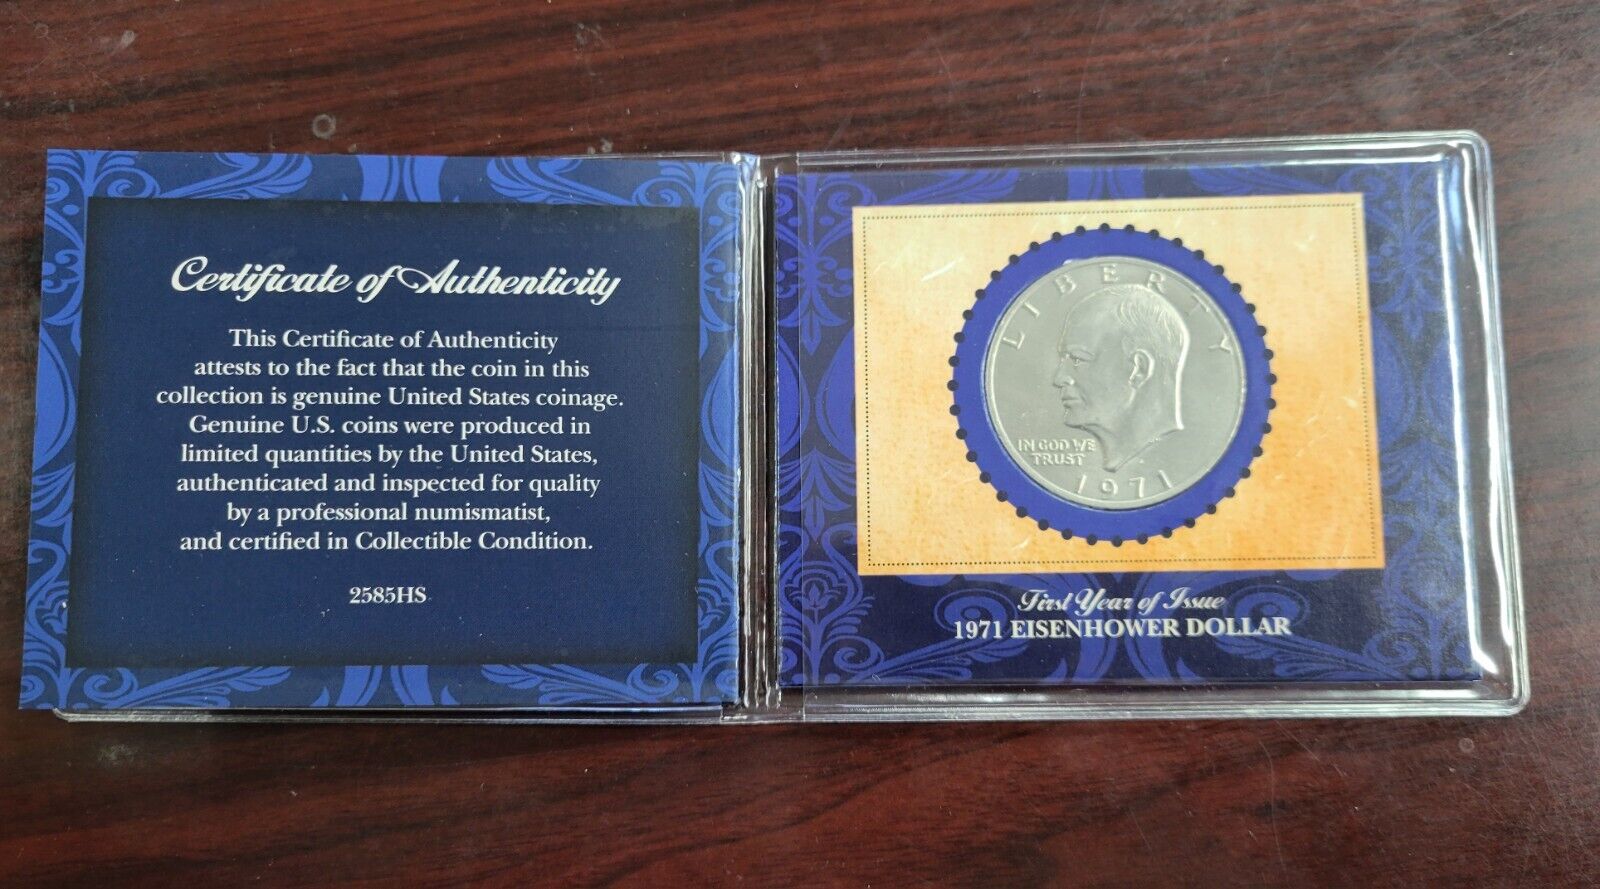 Certificate of Authenticity
This Certificate of Authenticity
attests to the fact that the coin in this
collection is genuine United States coinage.
Genuine U.S. coins were produced in
limited quantities by the United States,
authenticated and inspected for quality
by a professional numismatist,
and certified in Collectible Condition.
2585HS
LIBERTY
IN GOD WE
TRUST
1971
First Year of Issue
1971 EISENHOWER DOLLAR